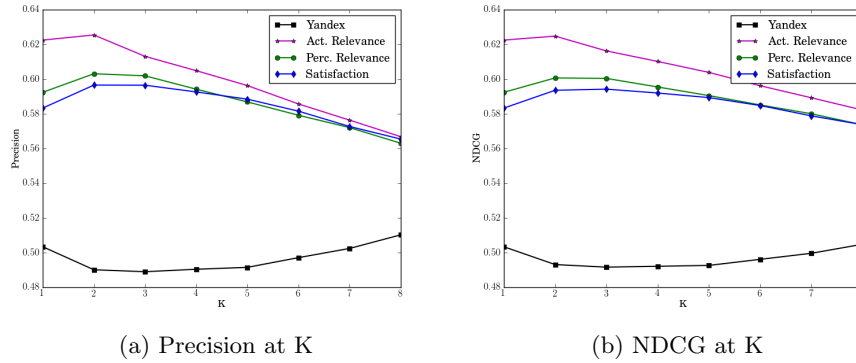 0.64
0.62
0.60
0.58
0.56
0.54
0.52
0.50
0.48
Precision
1 2 3 4 5 6 7 8
K
Yandex
Act. Relevance
Perc. Relevance
Satisfaction
(a) Precision at K
0.64
0.62
0.60
0.58
0.56
0.54
0.52
0.50
0.48
NDCG
1 2 3 4 5 6 7
K
Yandex
Act. Relevance
Perc. Relevance
Satisfaction
(b) NDCG at K